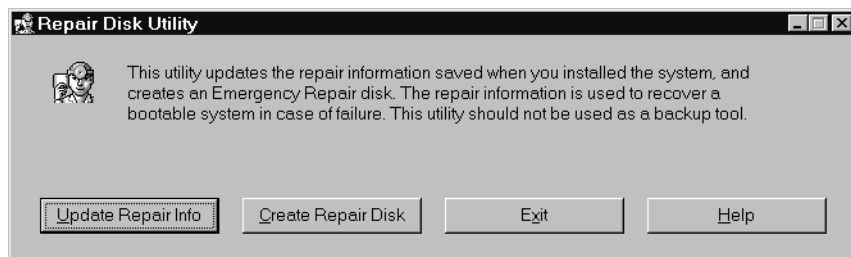 Repair Disk Utility
This utility updates the repair information saved when you installed the system, and
creates an Emergency Repair disk. The repair information is used to recover a
bootable system in case of failure. This utility should not be used as a backup tool.
Update Repair Info
Create Repair Disk
Exit
Help